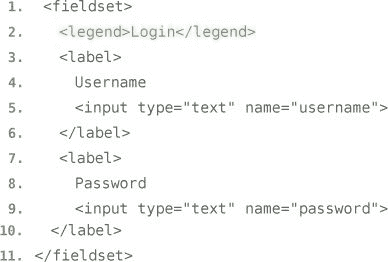 1. <fieldset>
2. <legend>Login</legend>
3. <label>
4. Username
5. <input type="text" name="username">
6. </label>
7. <label>
8. Password
9. <input type="text" name="password">
10. </label>
11. </fieldset>